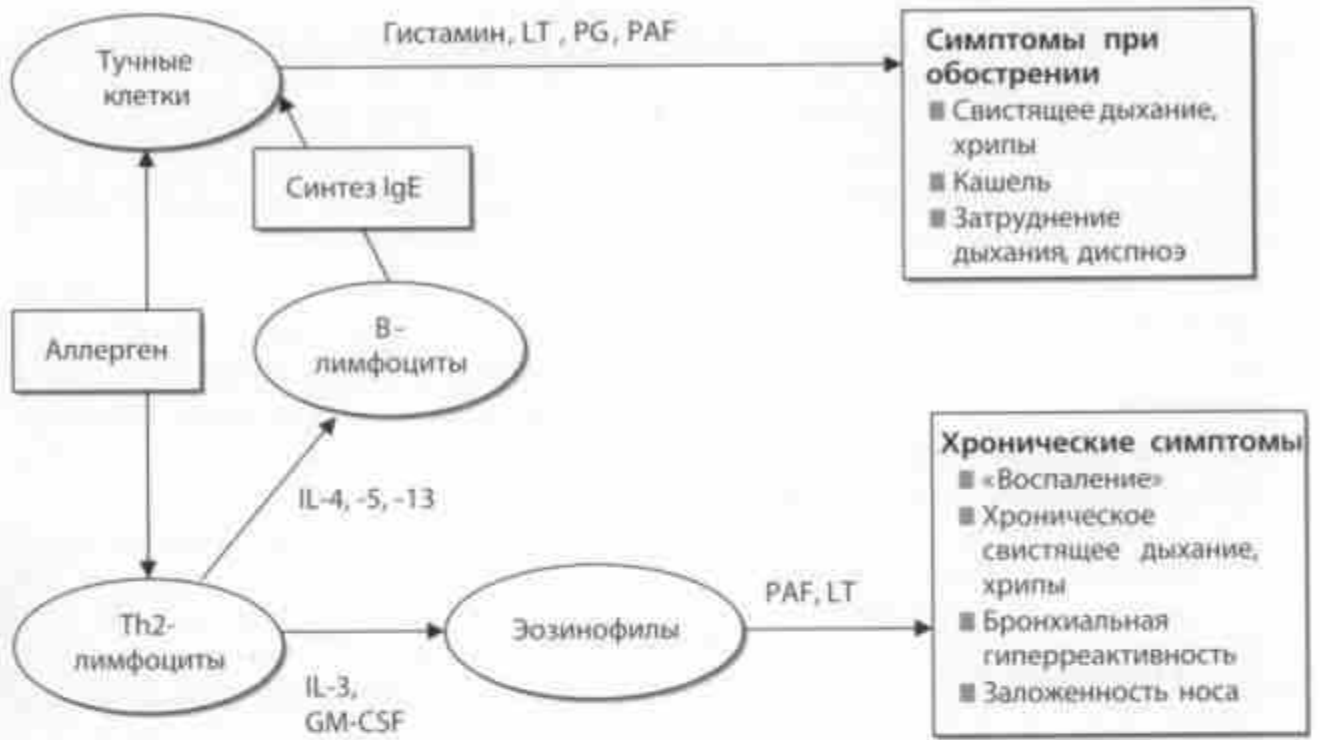 Тучные
клетки
Гистамин, LT , PG, PAF
Симптомы при
обострении
Свистящее дыхание,
хрипы
Кашель
Затруднение
дыхания, диспноэ
Синтез IgE
Аллерген
В-
лимфоциты
IL-4, -5, -13
Th2-
лимфоциты
IL-3,
GM-CSF
Эозинофилы
PAF, LT
Хронические симптомы
«Воспаление»
Хроническое
свистящее дыхание,
хрипы
Бронхиальная
гиперреактивность
Заложенность носа